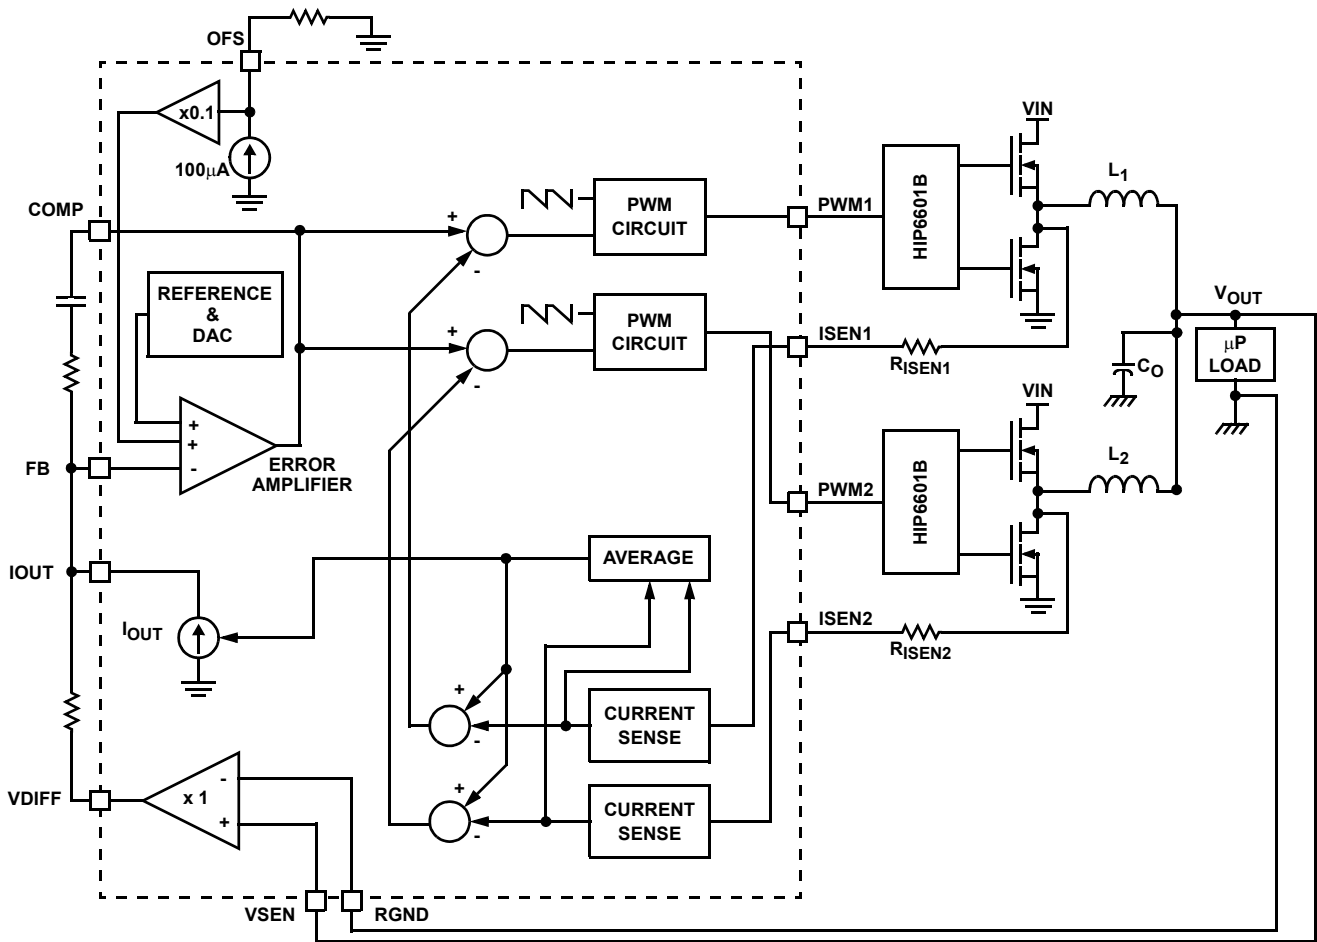 OFS
x0.1
100μA
VIN
L1
COMP
+
-
PWM
CIRCUIT
PWM1
HIP6601B
REFERENCE
&
DAC
+
-
PWM
CIRCUIT
ISEN1
RISEN1
VOUT
μP
LOAD
CO
VIN
+
+
-
ERROR
AMPLIFIER
FB
L2
PWM2
HIP6601B
AVERAGE
IOUT
IOUT
ISEN2
RISEN2
+
-
CURRENT
SENSE
VDIFF
x 1
-
+
+
-
CURRENT
SENSE
VSEN
RGND